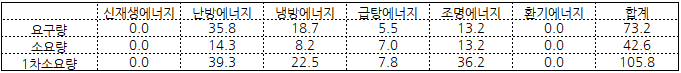 신재생에너지 난방에너지 냉방에너지 급탕에너지 조명에너지 환기에너지 합계
요구량 0.0 35.8 18.7 5.5 13.2 0.0 73.2
소요량 0.0 14.3 8.2 7.0 13.2 0.0 42.6
1차소요량 0.0 39.3 22.5 7.8 36.2 0.0 105.8